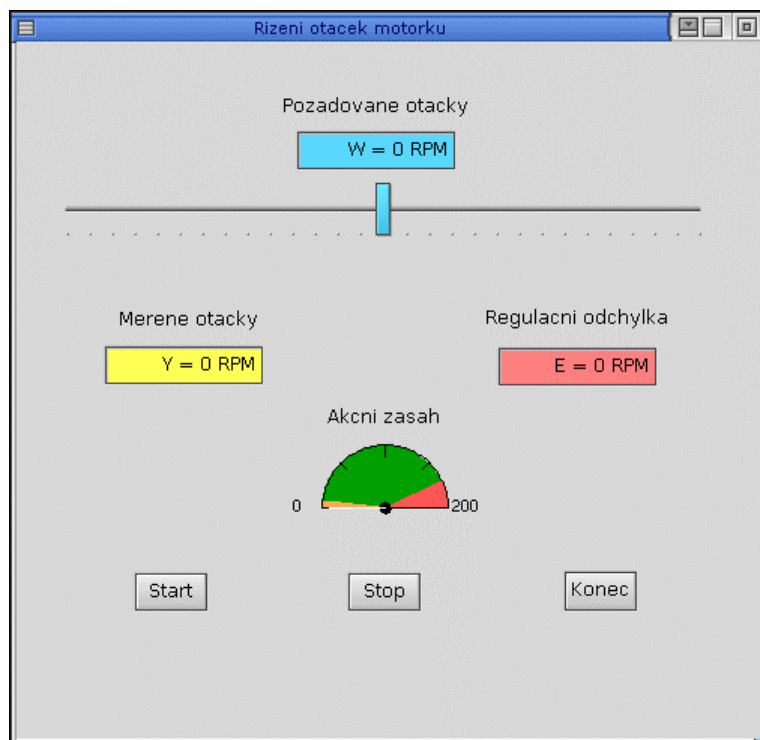 Rizeni otacek motorku
Pozadovane otacky
W = 0 RPM
Merene otacky
Regulacni odchylka
Y = 0 RPM
E = 0 RPM
Akcni zasah
0
200
Start
Stop
Konec